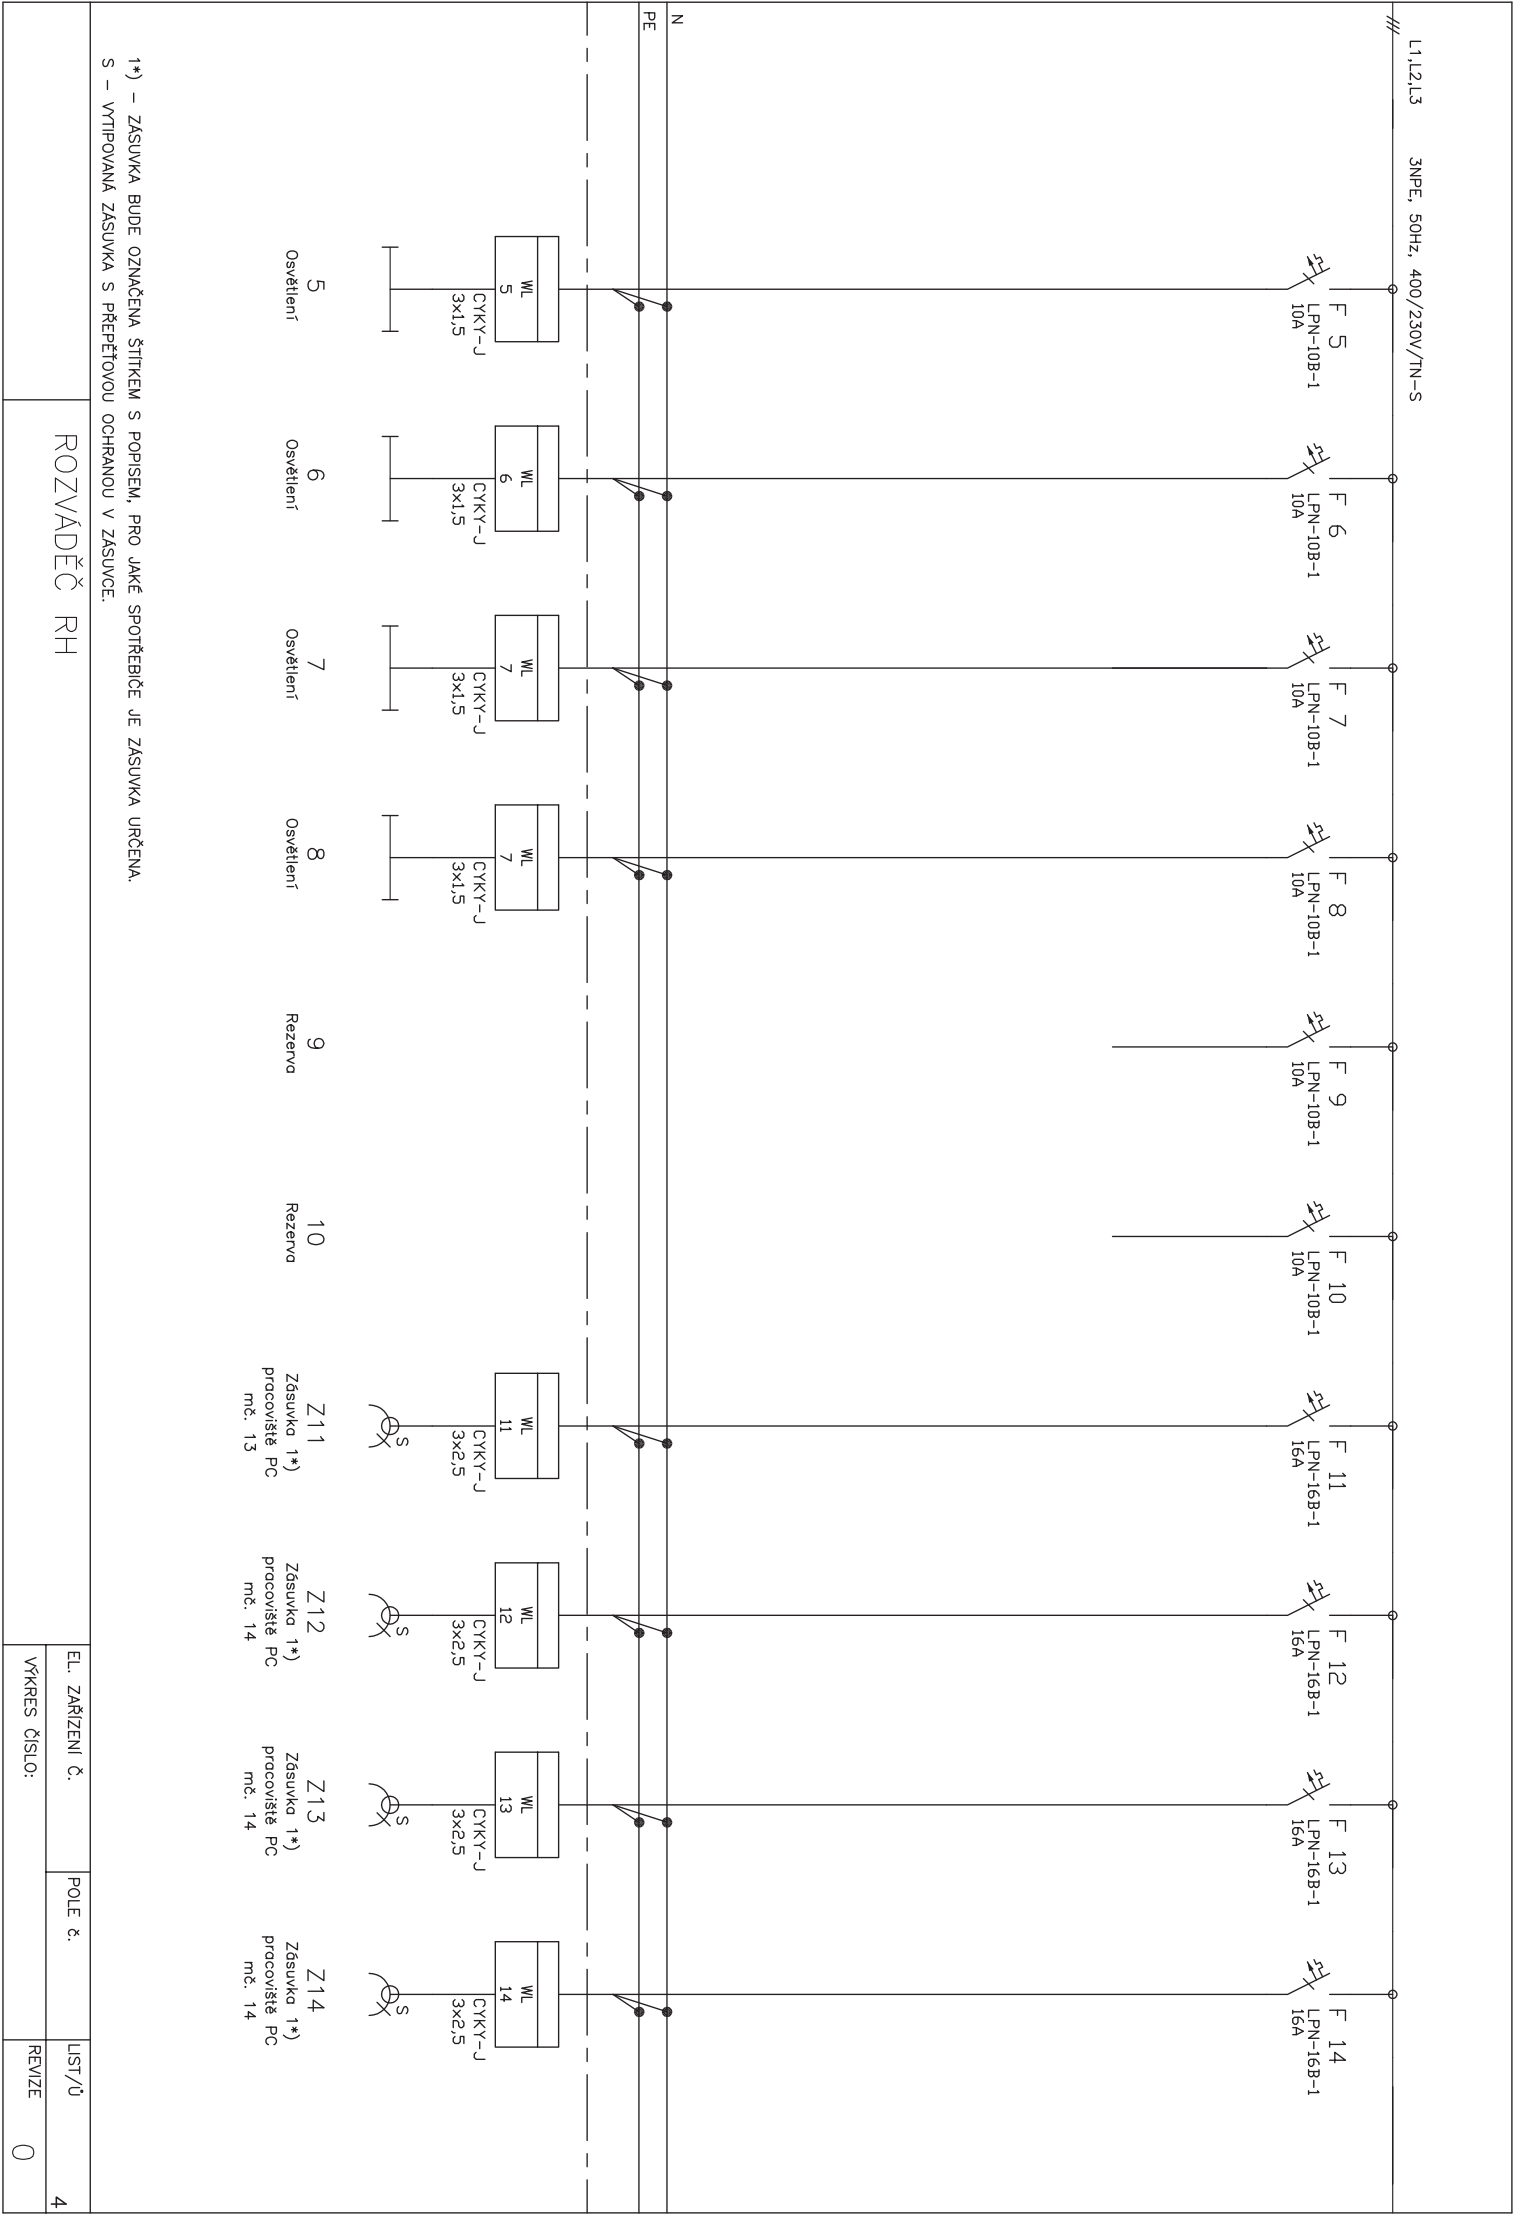 L1,L2,L3 3NPE, 50Hz, 400/230V/TN-S
F 5
LPN-10B-1
10A
F 6
LPN-10B-1
10A
F 7
LPN-10B-1
10A
F 8
LPN-10B-1
10A
F 9
LPN-10B-1
10A
F 10
LPN-10B-1
10A
F 11
LPN-16B-1
16A
F 12
LPN-16B-1
16A
F 13
LPN-16B-1
16A
F 14
LPN-16B-1
16A
N
PE
WL
5
CYKY-J
3x1,5
WL
6
CYKY-J
3x1,5
WL
7
CYKY-J
3x1,5
WL
7
CYKY-J
3x1,5
WL
11
CYKY-J
3x2,5
WL
12
CYKY-J
3x2,5
WL
13
CYKY-J
3x2,5
WL
14
CYKY-J
3x2,5
S
S
S
S
5
Osvětlení
6
Osvětlení
7
Osvětlení
8
Osvětlení
9
Rezerva
10
Rezerva
Z11
Zásuvka 1*)
pracoviště PC
mč. 13
Z12
Zásuvka 1*)
pracoviště PC
mč. 14
Z13
Zásuvka 1*)
pracoviště PC
mč. 14
Z14
Zásuvka 1*)
pracoviště PC
mč. 14
1*) - ZÁSUVKA BUDE OZNAČENA ŠTÍTKEM S POPISEM, PRO JAKÉ SPOTŘEBIČE JE ZÁSUVKA URČENA.
S - VYTIPOVANÁ ZÁSUVKA S PŘEPĚŤOVOU OCHRANOU V ZÁSUVCE.
ROZVÁDĚČ RH
EL. ZAŘÍZENÍ Č.
POLE č.
LIST/Ů 4
VÝKRES ČÍSLO:
REVIZE 0